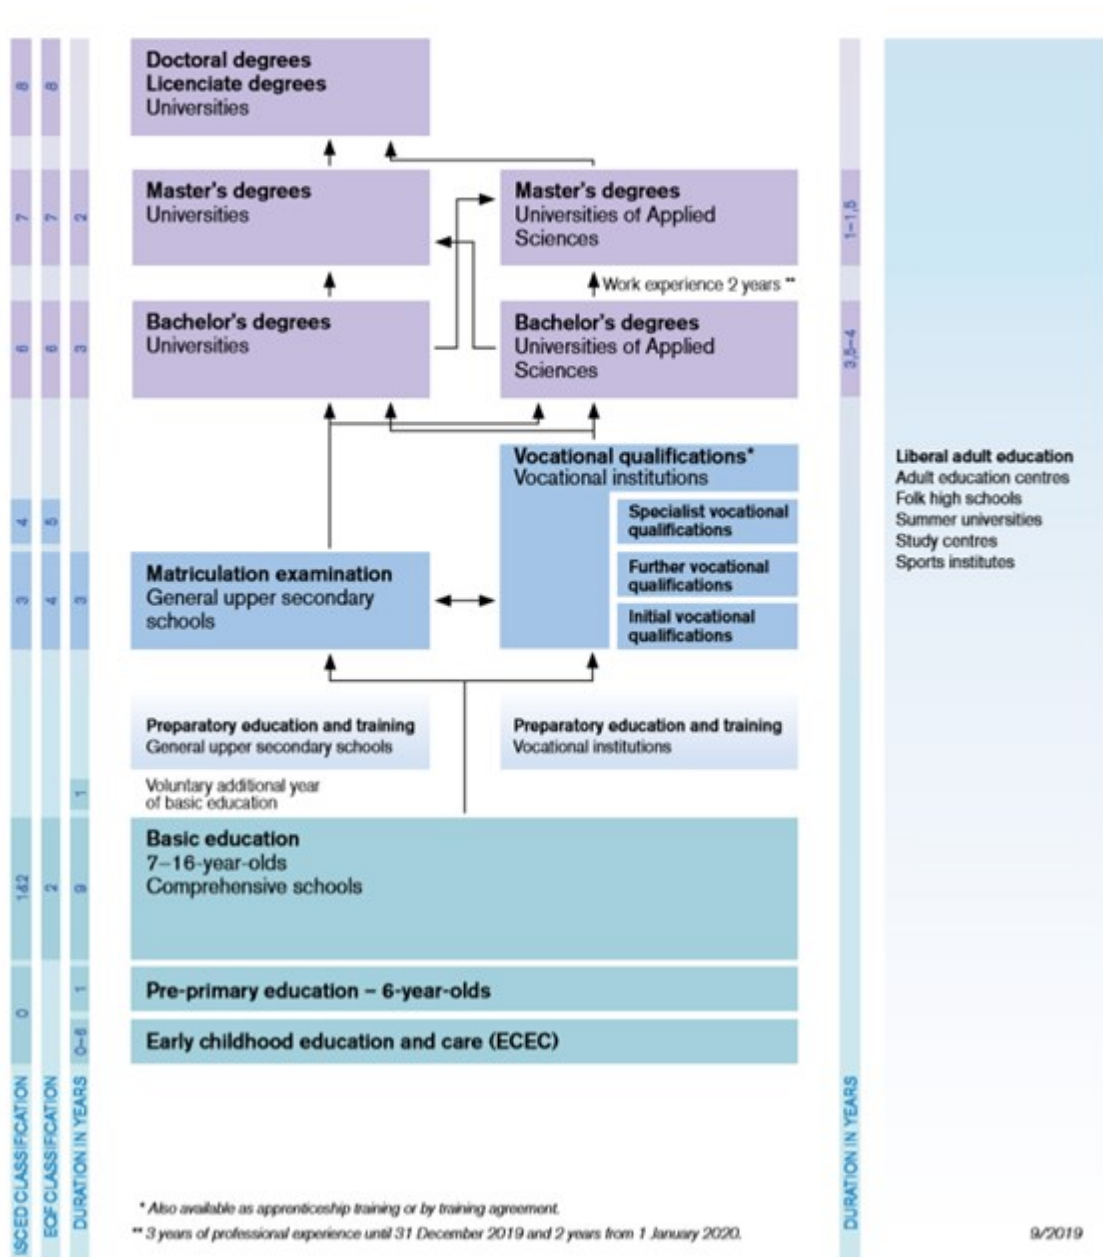 Doctoral degrees
Licenciate degrees
Universities
Master's degrees
Universities
Master's degrees
Universities of Applied
Sciences
Work experience 2 years **
Bachelor's degrees
Universities
Bachelor's degrees
Universities of Applied
Sciences
Vocational qualifications*
Vocational institutions
Specialist vocational
qualifications
Further vocational
qualifications
Initial vocational
qualifications
Matriculation examination
General upper secondary
schools
Preparatory education and training
General upper secondary schools
Preparatory education and training
Vocational institutions
Voluntary additional year
of basic education
Basic education
7–16-year-olds
Comprehensive schools
Pre-primary education – 6-year-olds
Early childhood education and care (ECEC)
8
7
6
4
3
1&2
0
ISCED CLASSIFICATION
8
7
6
5
4
2
EQF CLASSIFICATION
2
3
3
1
9
1
0–6
DURATION IN YEARS
1–1,5
3,5–4
DURATION IN YEARS
Liberal adult education
Adult education centres
Folk high schools
Summer universities
Study centres
Sports institutes
* Also available as apprenticeship training or by training agreement.
** 3 years of professional experience until 31 December 2019 and 2 years from 1 January 2020.
9/2019